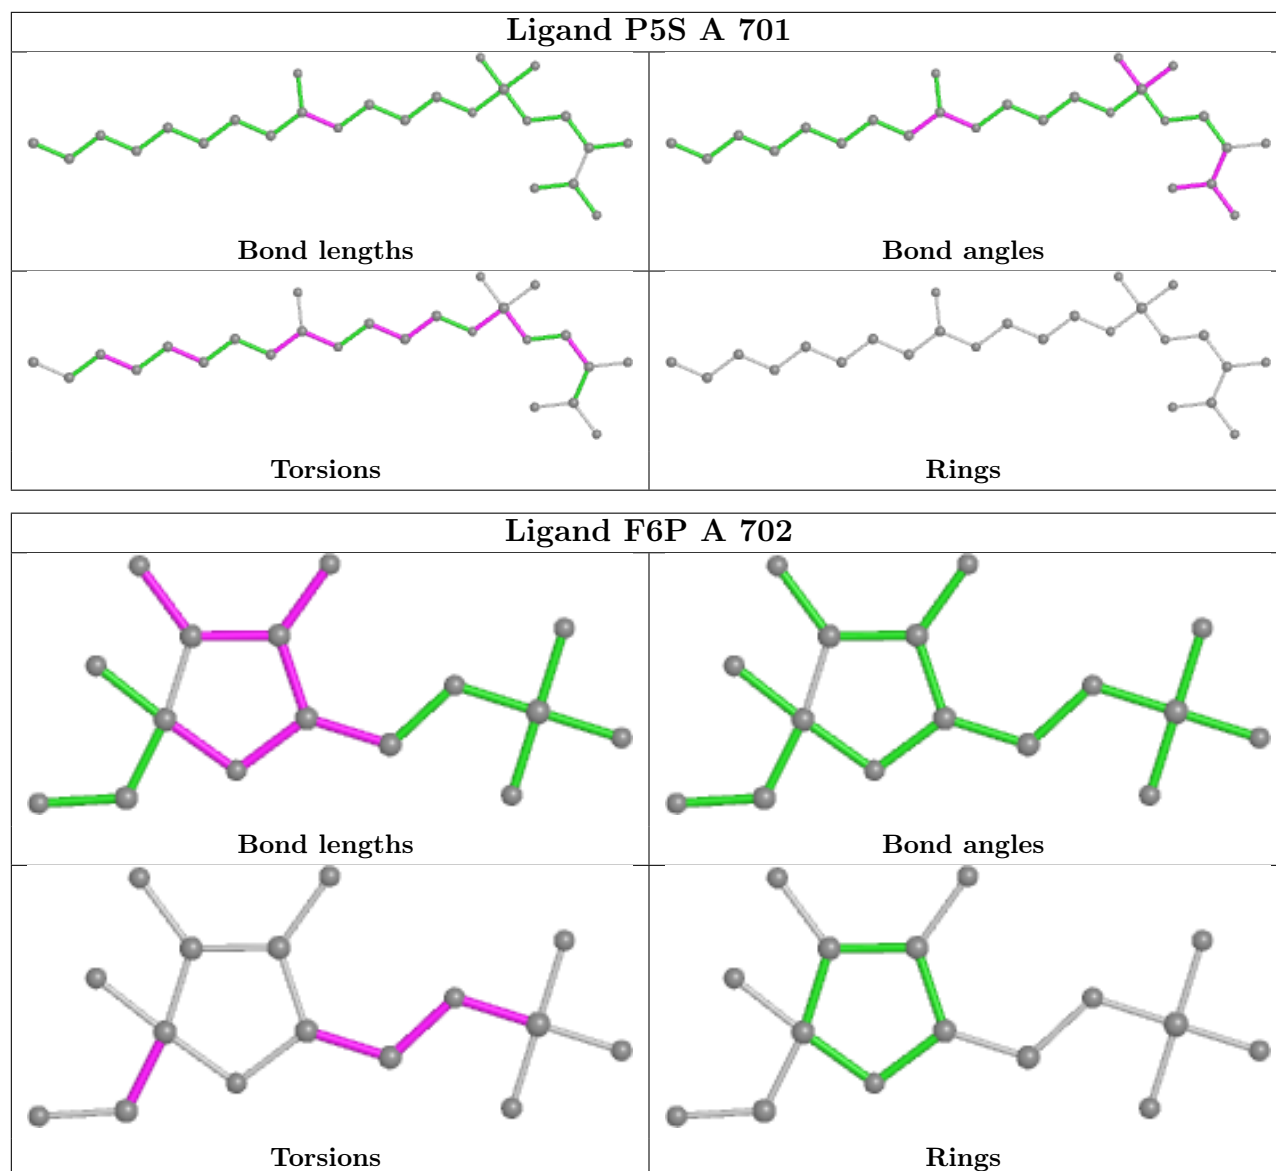 Ligand P5S A 701
Bond lengths
Bond angles
Torsions
Rings
Ligand F6P A 702
Bond lengths
Bond angles
Torsions
Rings